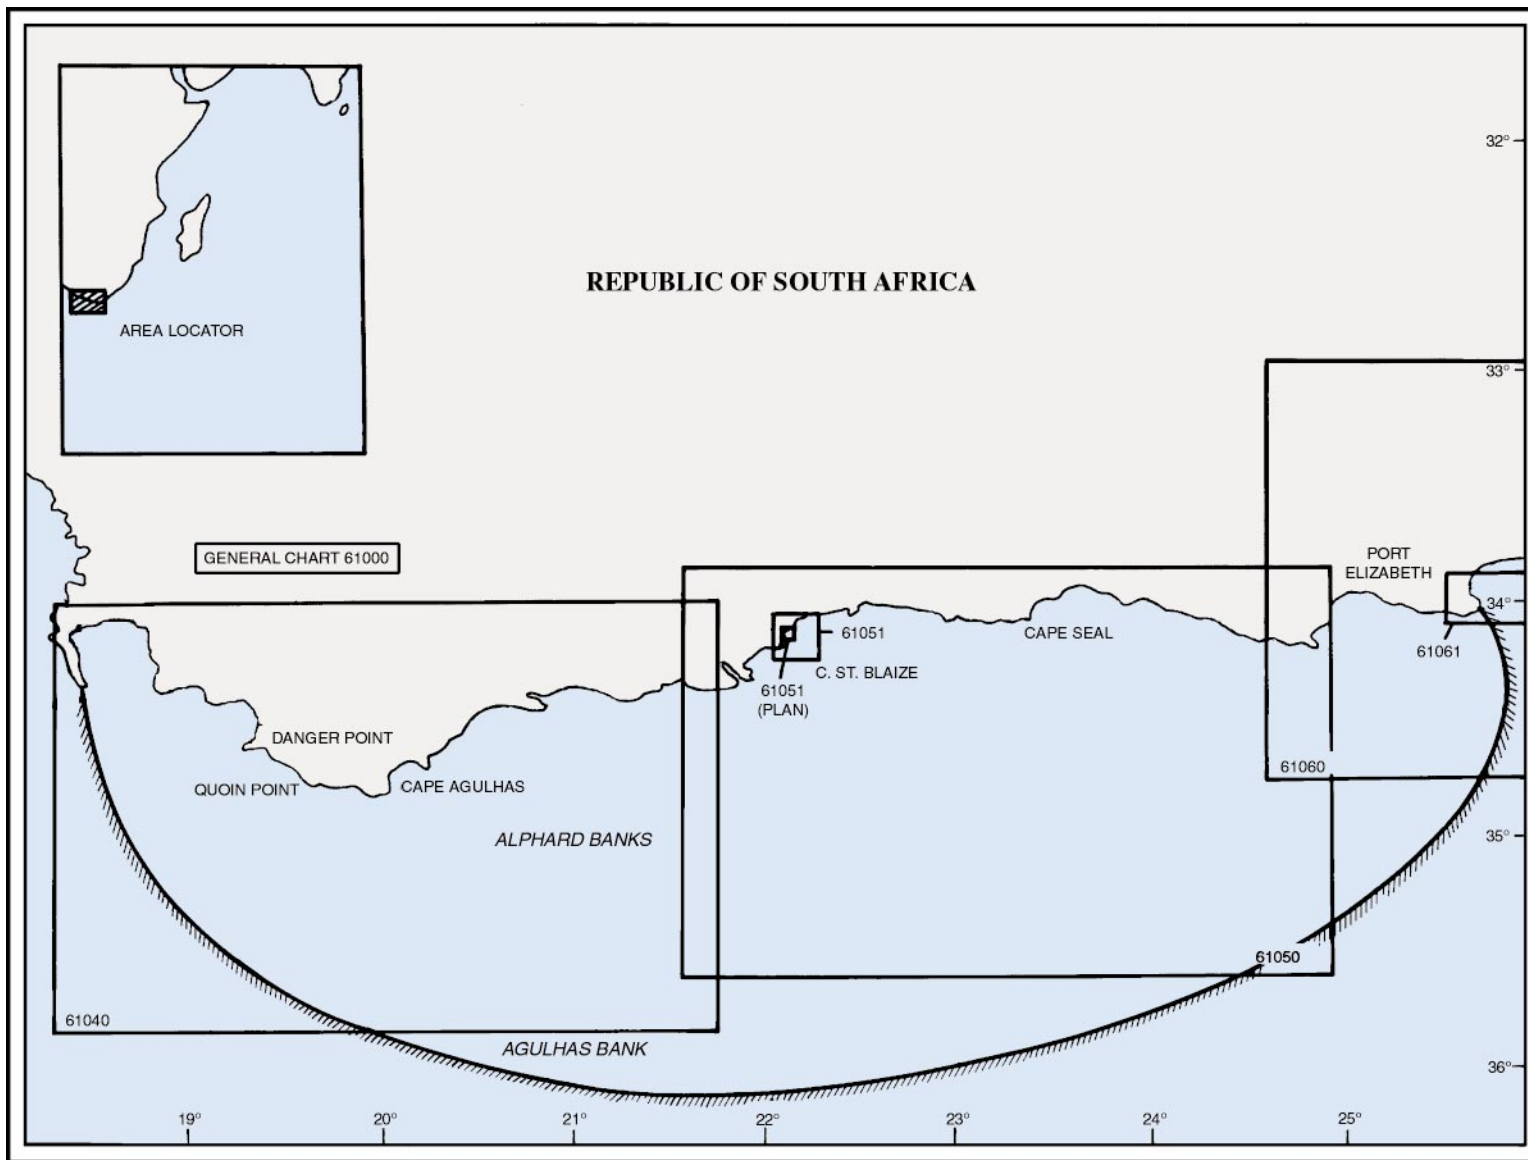 32°
REPUBLIC OF SOUTH AFRICA
AREA LOCATOR
33°
GENERAL CHART 61000
PORT
ELIZABETH
34°
61051
CAPE SEAL
61061
C. ST. BLAIZE
61051
(PLAN)
DANGER POINT
QUOIN POINT
CAPE AGULHAS
61060
ALPHARD BANKS
35°
61050
61040
AGULHAS BANK
36°
19°
20°
21°
22°
23°
24°
25°